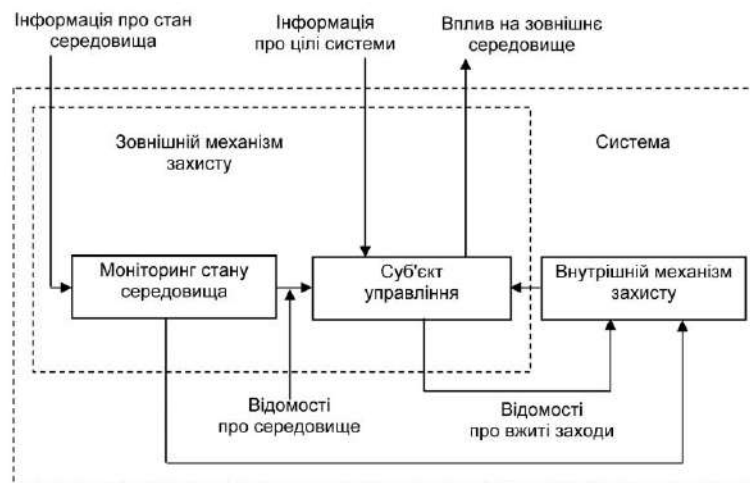 Інформація про стан
середовища
Інформація
про цілі системи
Вплив на зовнішнє
середовище
Зовнішній механізм
захисту
Система
Моніторинг стану
середовища
Суб'єкт
управління
Внутрішній механізм
захисту
Відомості
про середовище
Відомості
про вжиті заходи